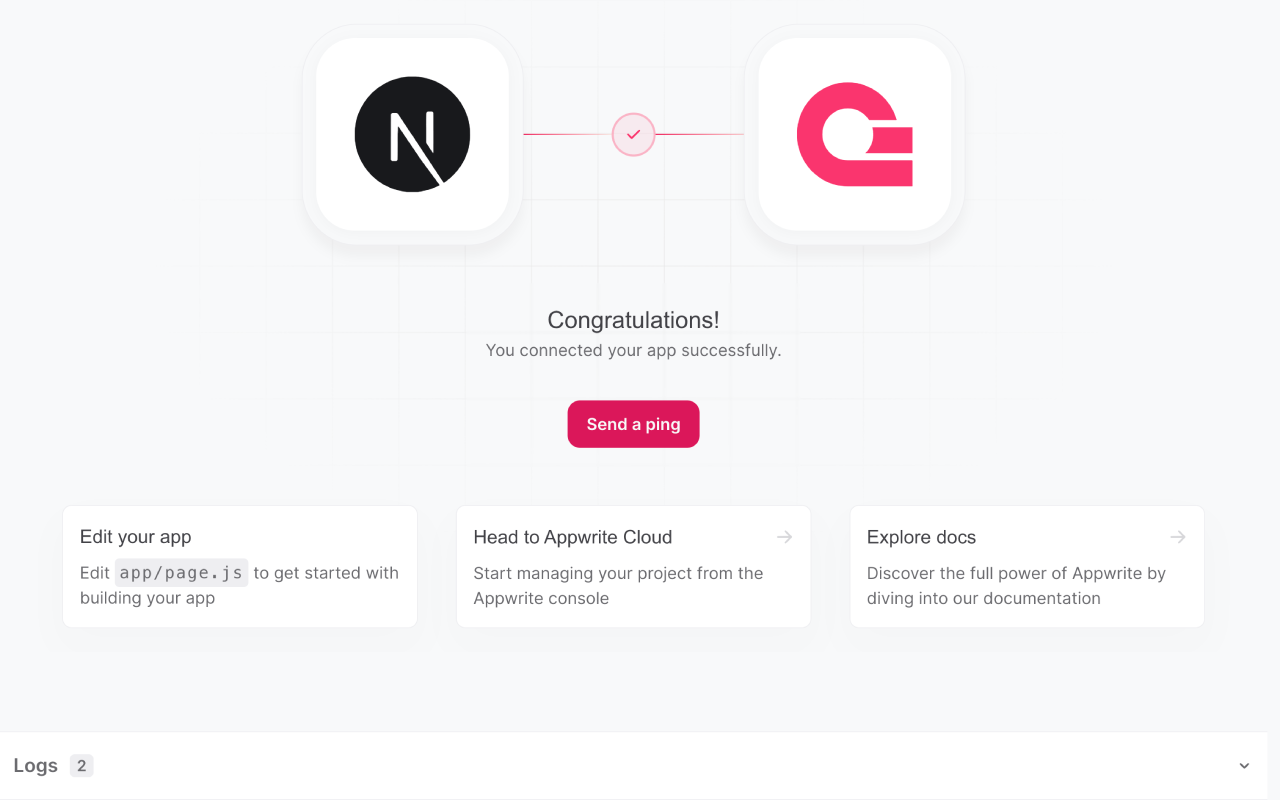 Congratulations!
You connected your app successfully.
Send a ping
Edit your app
Edit app/page.js to get started with
building your app
Head to Appwrite Cloud
Start managing your project from the
Appwrite console
Explore docs
Discover the full power of Appwrite by
diving into our documentation
Logs 2